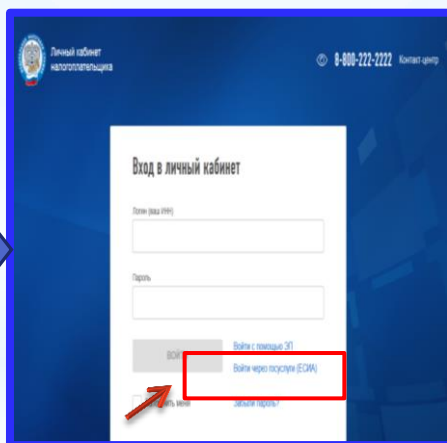 Личный кабинет
налогоплательщика
8-800-222-2222 Контакт-центр
Вход в личный кабинет
Логин (ваш ИНН)
Пароль
Войти с помощью ЭП
Войти через госуслуги (ЕСИА)
Забыли пароль?